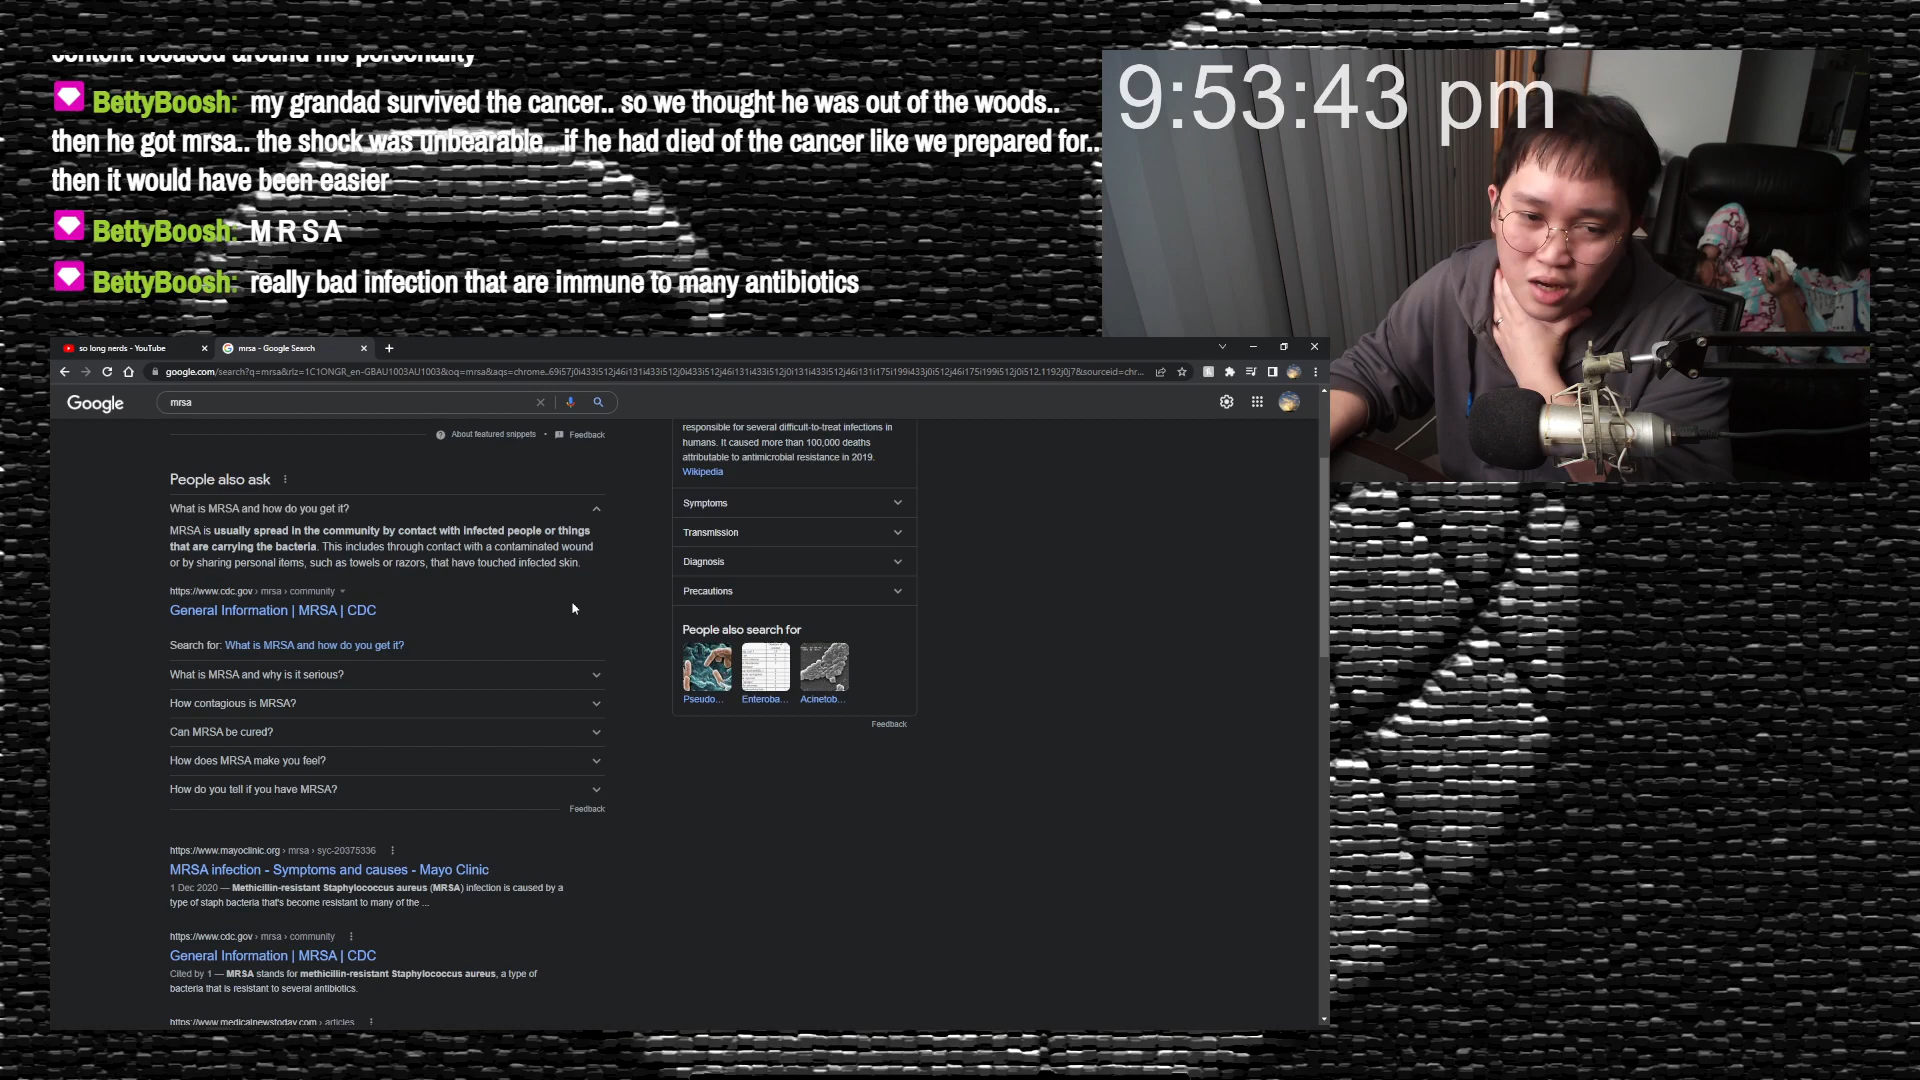 content focused around his personality
BettyBoosh: my grandad survived the cancer.. so we thought he was out of the woods..
then he got mrsa.. the shock was unbearable.. if he had died of the cancer like we prepared for..
then it would have been easier
BettyBoosh: M R S A
BettyBoosh: really bad infection that are immune to many antibiotics
9:53:43 pm
so long nerds - YouTube
mrsa - Google Search
Google
mrsa
About featured snippets • Feedback
People also ask
What is MRSA and how do you get it?
MRSA is usually spread in the community by contact with infected people or things
that are carrying the bacteria. This includes through contact with a contaminated wound
or by sharing personal items, such as towels or razors, that have touched infected skin.
https://www.cdc.gov › mrsa › community
General Information | MRSA | CDC
Search for: What is MRSA and how do you get it?
What is MRSA and why is it serious?
How contagious is MRSA?
Can MRSA be cured?
How does MRSA make you feel?
How do you tell if you have MRSA?
Feedback
https://www.mayoclinic.org › mrsa › syc-20375336
MRSA infection - Symptoms and causes - Mayo Clinic
1 Dec 2020 — Methicillin-resistant Staphylococcus aureus (MRSA) infection is caused by a
type of staph bacteria that's become resistant to many of the ...
https://www.cdc.gov › mrsa › community
General Information | MRSA | CDC
Cited by 1 — MRSA stands for methicillin-resistant Staphylococcus aureus, a type of
bacteria that is resistant to several antibiotics.
https://www.medicalnewstoday.com › articles
responsible for several difficult-to-treat infections in
humans. It caused more than 100,000 deaths
attributable to antimicrobial resistance in 2019.
Wikipedia
Symptoms
Transmission
Diagnosis
Precautions
People also search for
Pseudo...
Enteroba...
Acinetob...
Feedback